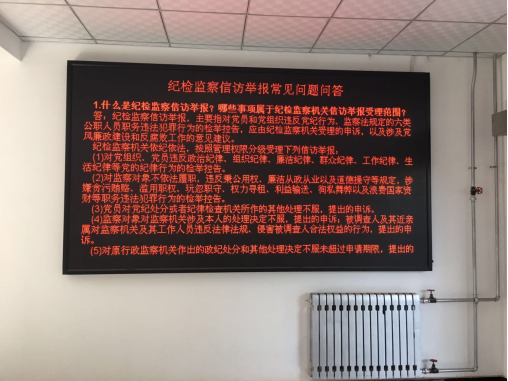 纪检监察信访举报常见问题问答
1.什么是纪检监察信访举报？哪些事项属于纪检监察机关信访举报受理范围？
答：纪检监察信访举报，主要指对党员和党组织违反党纪行为、监察法规定的六类
公职人员职务违法犯罪行为的检举控告，应由纪检监察机关受理的申诉，以及涉及党
风廉政建设和反腐败工作的意见建议。
纪检监察机关依纪依法、按照管理权限分级受理下列信访举报：
(1)对党组织、党员违反政治纪律、组织纪律、廉洁纪律、群众纪律、工作纪律、生
活纪律等党的纪律行为的检举控告。
(2)对监察对象不依法履职，违反秉公用权、廉洁从政从业以及道德操守等规定，涉
嫌贪污贿赂、滥用职权、玩忽职守、权力寻租、利益输送、徇私舞弊以及浪费国家资
财等职务违法犯罪行为的检举控告。
(3)党员对党纪处分或者纪律检查机关所作的其他处理不服，提出的申诉。
(4)监察对象对监察机关涉及本人的处理决定不服，提出的申诉；被调查人及其近亲
属对监察机关及其工作人员违反法律法规、侵害被调查人合法权益的行为，提出的申
诉。
(5)对原行政监察机关作出的政纪处分和其他处理决定不服未超过申请期限，提出的